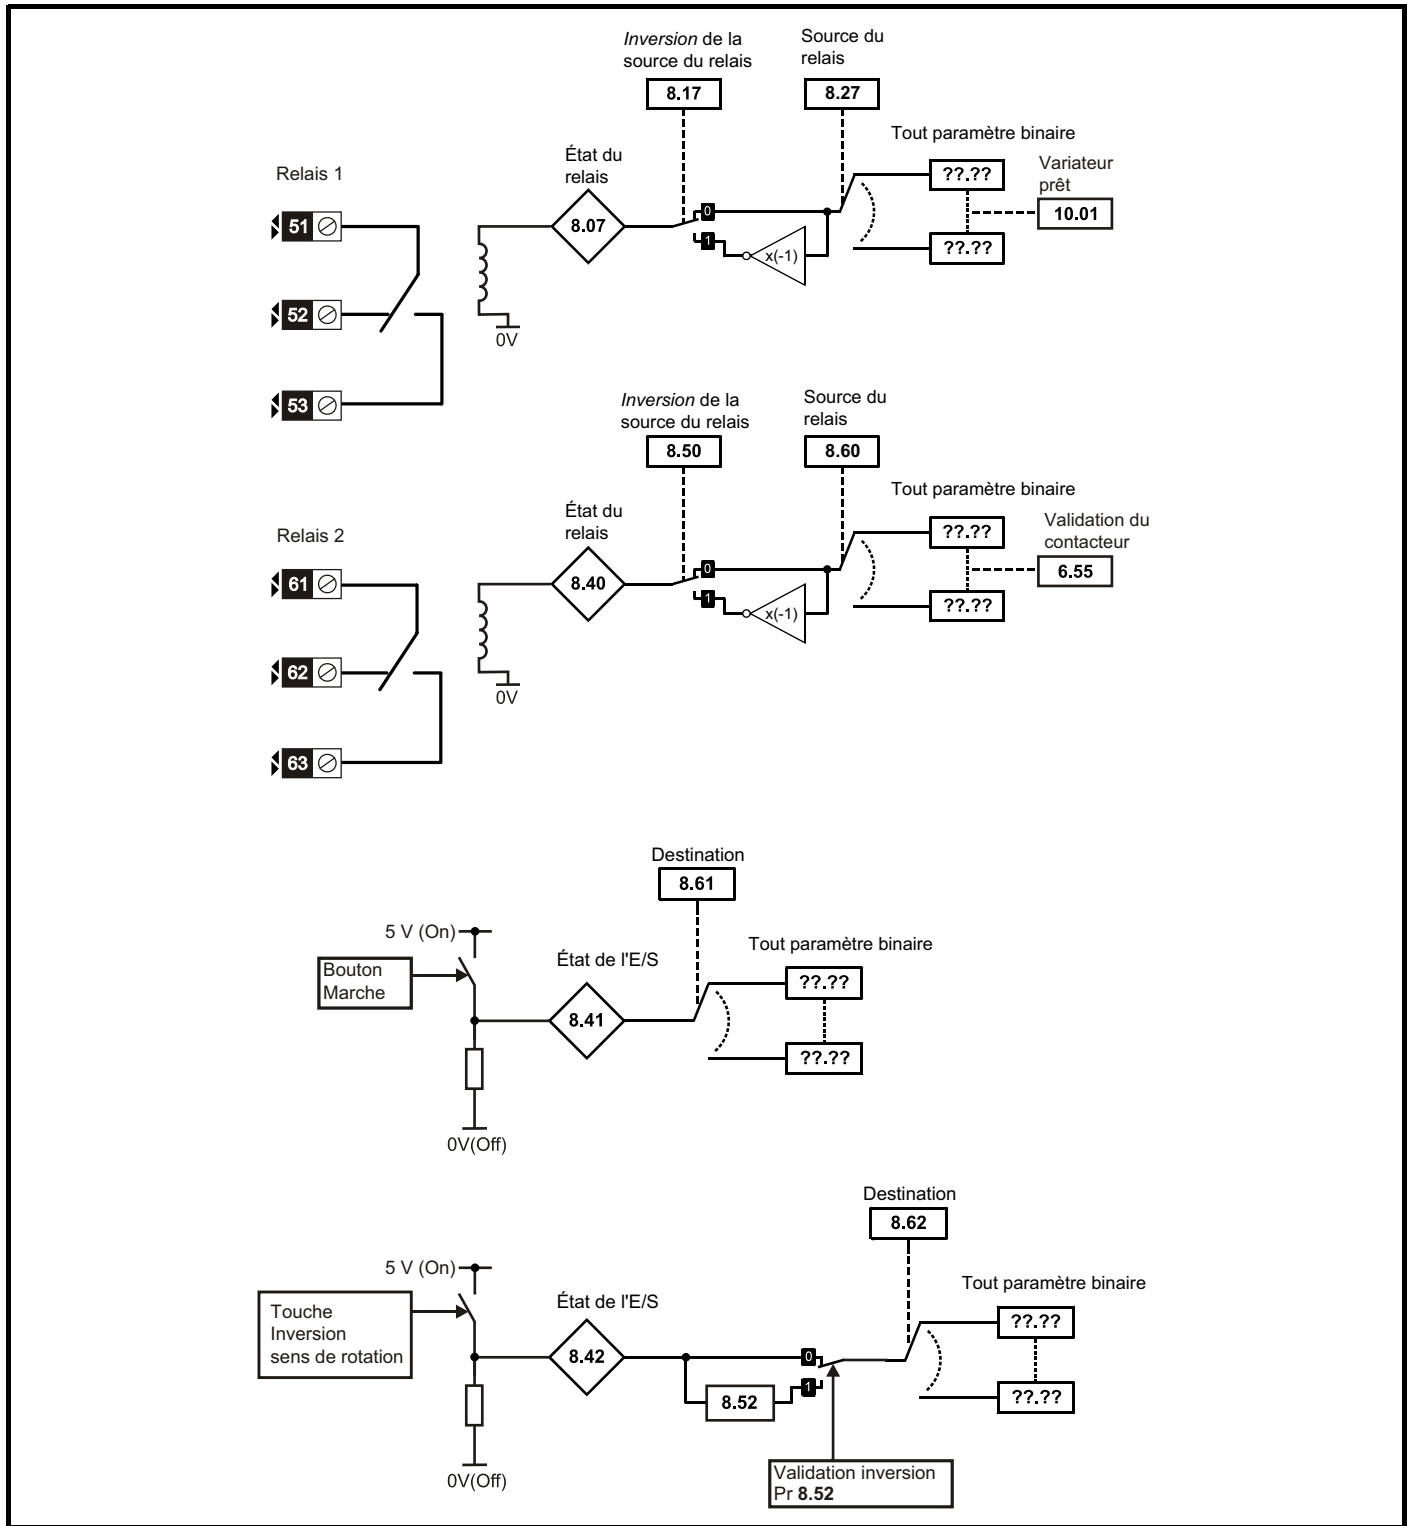 Inversion de la
source du relais
8.17
Source du
relais
8.27
Tout paramètre binaire
??.??
??.??
Variateur
prêt
10.01
État du
relais
8.07
0
1
x(-1)
0V
Relais 1
51
52
53
Inversion de la
source du relais
8.50
Source du
relais
8.60
Tout paramètre binaire
??.??
??.??
Validation du
contacteur
6.55
État du
relais
8.40
0
1
x(-1)
0V
Relais 2
61
62
63
Destination
8.61
5 V (On)
Bouton
Marche
État de l'E/S
8.41
Tout paramètre binaire
??.??
??.??
0V(Off)
Destination
8.62
5 V (On)
Touche
Inversion
sens de rotation
État de l'E/S
8.42
0
1
8.52
Tout paramètre binaire
??.??
??.??
0V(Off)
Validation inversion
Pr 8.52